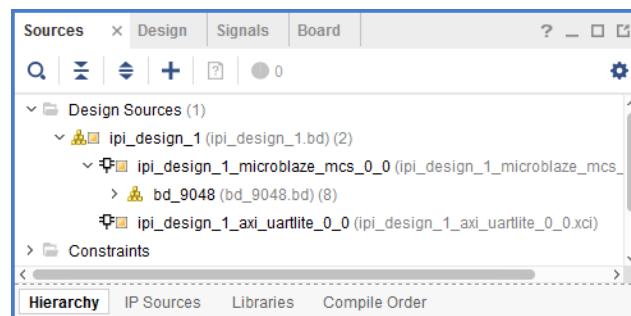 Sources × Design Signals Board ? _
0
Design Sources (1)
ipi_design_1 (ipi_design_1.bd) (2)
ipi_design_1_microblaze_mcs_0_0 (ipi_design_1_microblaze_mcs_
bd_9048 (bd_9048.bd) (8)
ipi_design_1_axi_uartlite_0_0 (ipi_design_1_axi_uartlite_0_0.xci)
Constraints
Hierarchy IP Sources Libraries Compile Order